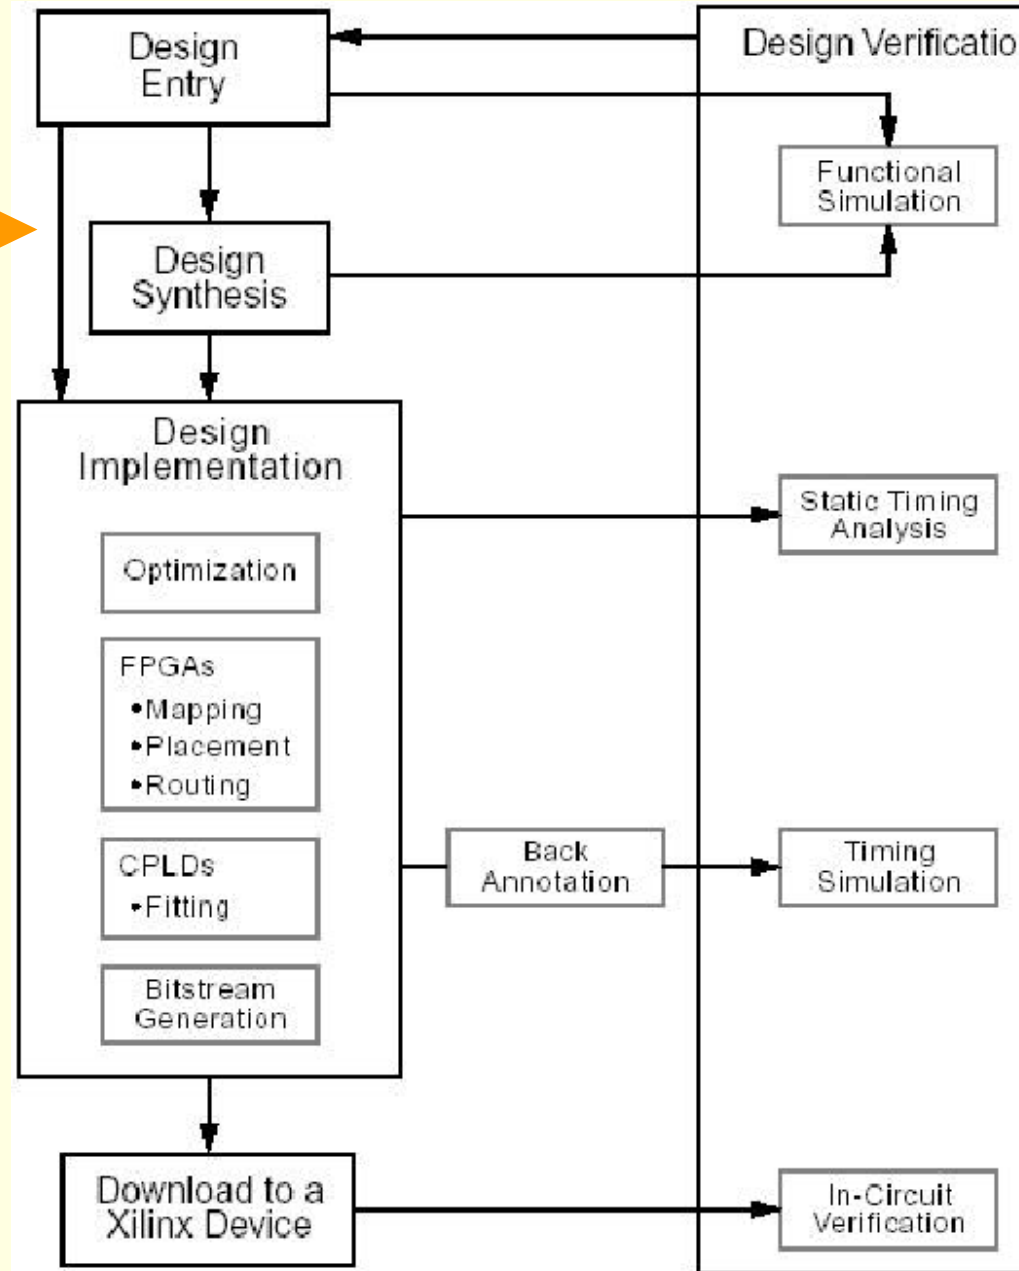 Design
Entry
Design Verificatio
Functional
Simulation
Design
Synthesis
Design
Implementation
Static Timing
Analysis
Optimization
FPGAs
•Mapping
•Placement
•Routing
Back
Annotation
Timing
Simulation
CPLDs
•Fitting
Bitstream
Generation
Download to a
Xilinx Device
In-Circuit
Verification